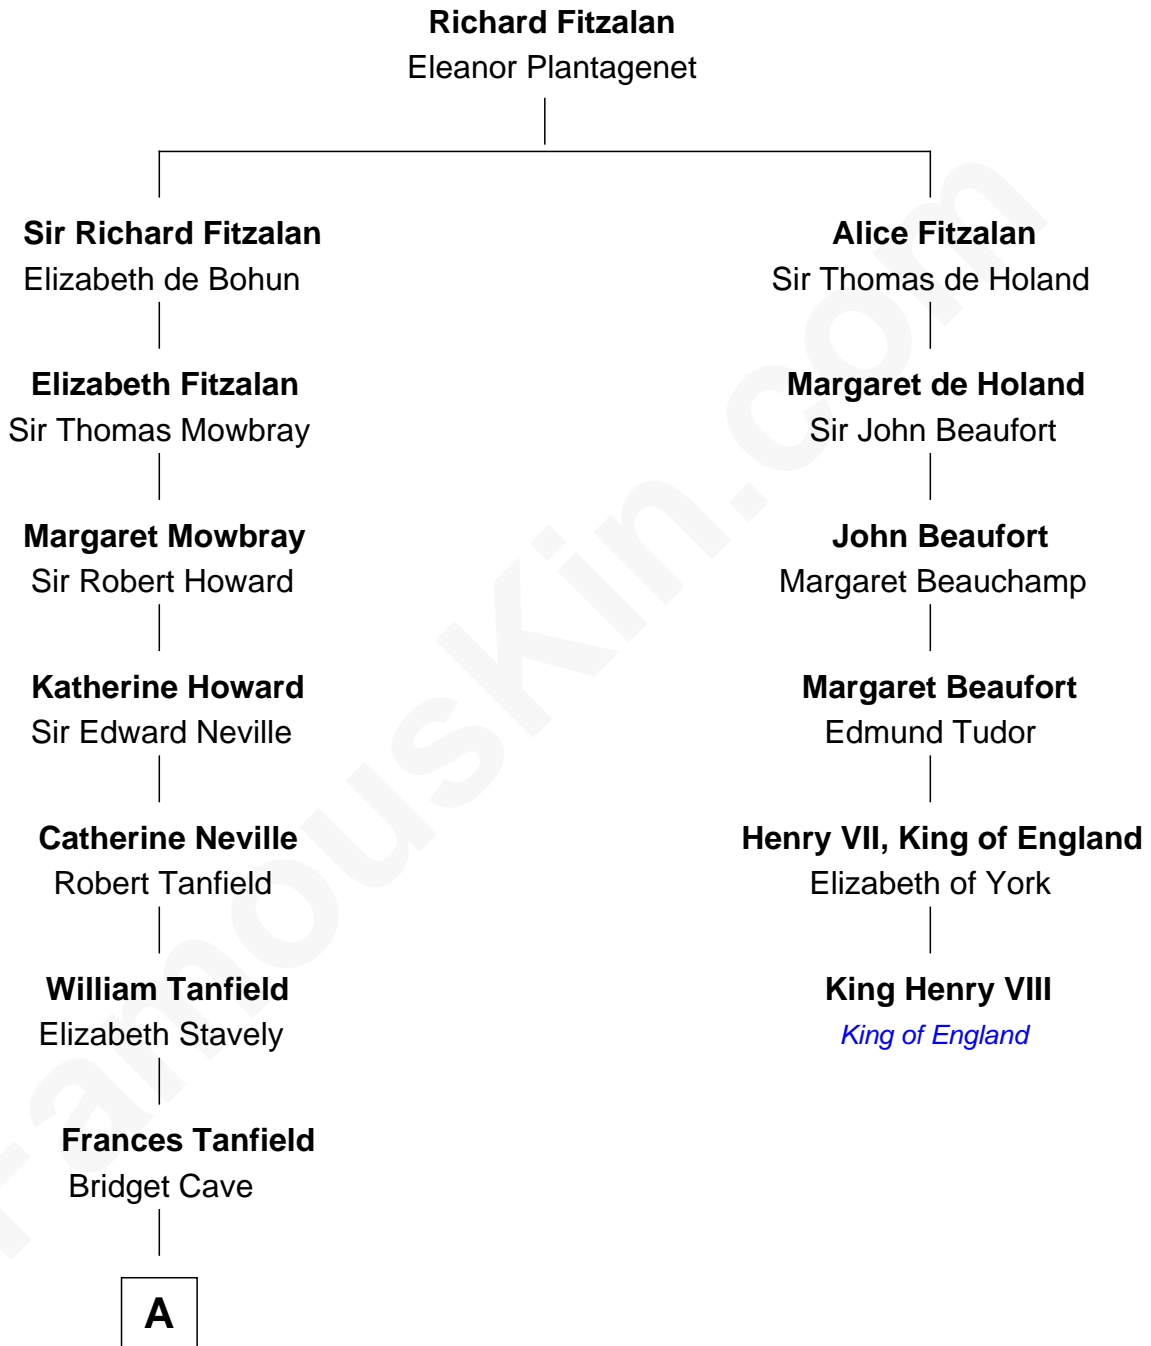 Richard Fitzalan
Eleanor Plantagenet
Sir Richard Fitzalan
Elizabeth de Bohun
Elizabeth Fitzalan
Sir Thomas Mowbray
Margaret Mowbray
Sir Robert Howard
Katherine Howard
Sir Edward Neville
Catherine Neville
Robert Tanfield
William Tanfield
Elizabeth Stavely
Frances Tanfield
Bridget Cave
A
Alice Fitzalan
Sir Thomas de Holand
Margaret de Holand
Sir John Beaufort
John Beaufort
Margaret Beauchamp
Margaret Beaufort
Edmund Tudor
Henry VII, King of England
Elizabeth of York
King Henry VIII
King of England
FamousKin.com